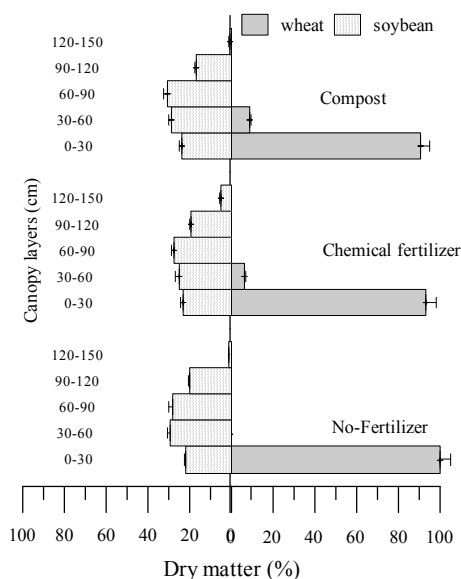 wheat soybean
120-150
90-120
60-90
30-60
0-30
Compost
120-150
90-120
60-90
30-60
0-30
Chemical fertilizer
120-150
90-120
60-90
30-60
0-30
No-Fertilizer
Canopy layers (cm)
100 80 60 40 20 0 0 20 40 60 80 100
Dry matter (%)